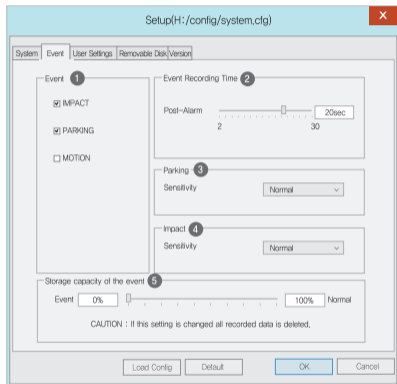 Setup(H:/config/system.cfg)
x
System Event User Settings Removable Disk Version
Event 1
IMPACT
PARKING
MOTION
Event Recording Time 2
Post-Alarm
20sec
2 30
Parking 3
Sensitivity Normal
Impact 4
Sensitivity Normal
Storage capacity of the event 5
Event 0% 100% Normal
CAUTION : If this setting is changed all recorded data is deleted.
Load Config Default OK Cancel